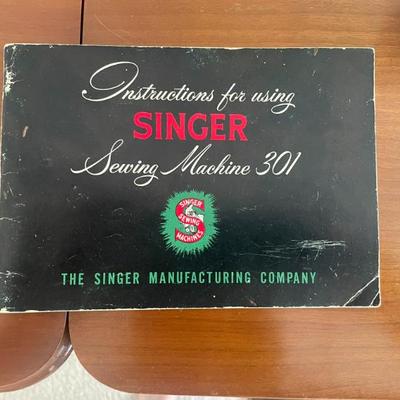 Instructions for using
SINGER
Sewing Machine 301
SINGER
SEWING
MACHINES
THE SINGER MANUFACTURING COMPANY